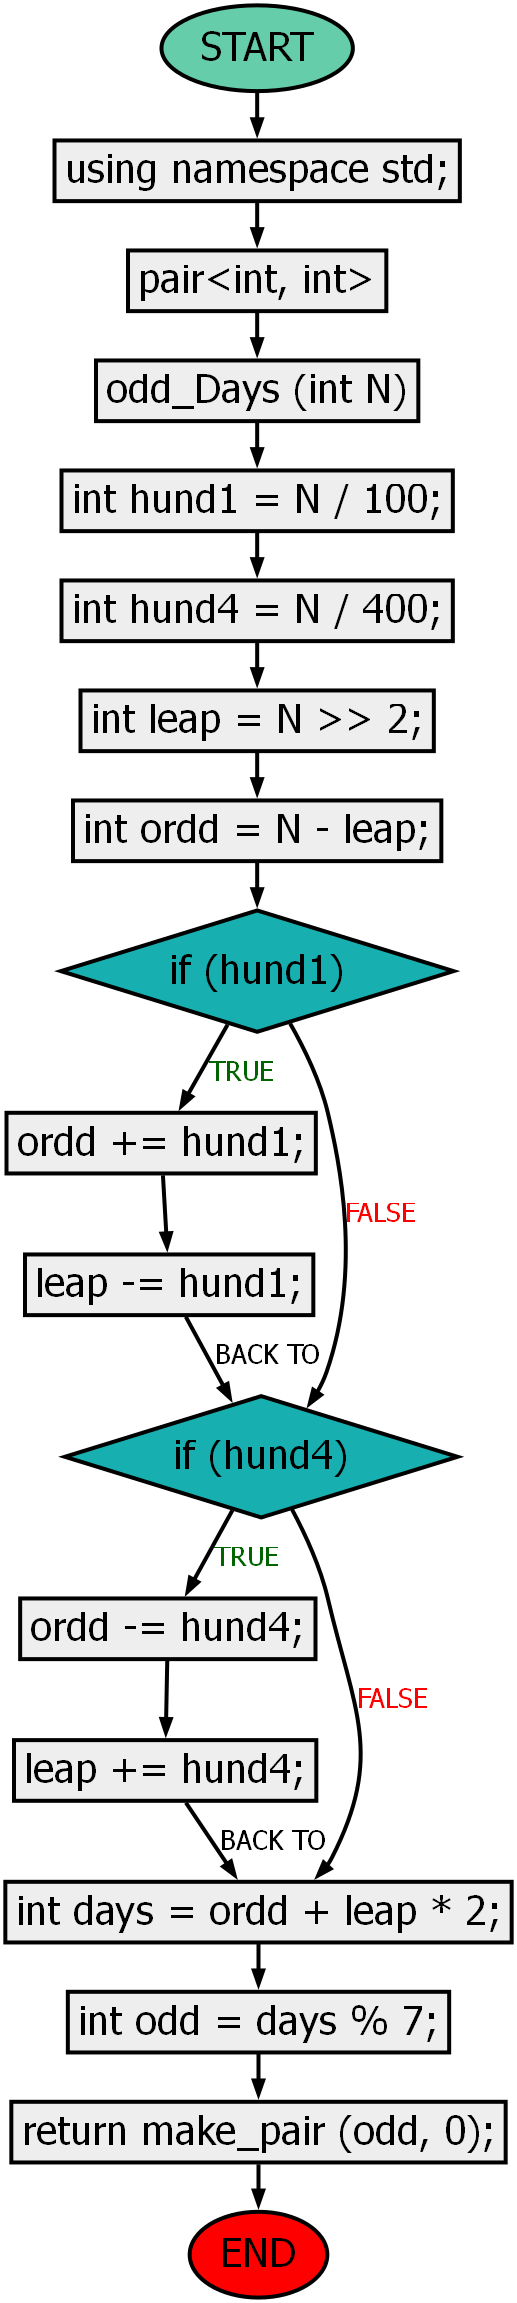 START
using namespace std;
pair<int, int>
odd_Days (int N)
int hund1 = N / 100;
int hund4 = N / 400;
int leap = N >> 2;
int ordd = N - leap;
if (hund1)
TRUE
ordd += hund1;
FALSE
leap -= hund1;
BACK TO
if (hund4)
TRUE
ordd -= hund4;
FALSE
leap += hund4;
BACK TO
int days = ordd + leap * 2;
int odd = days % 7;
return make_pair (odd, 0);
END